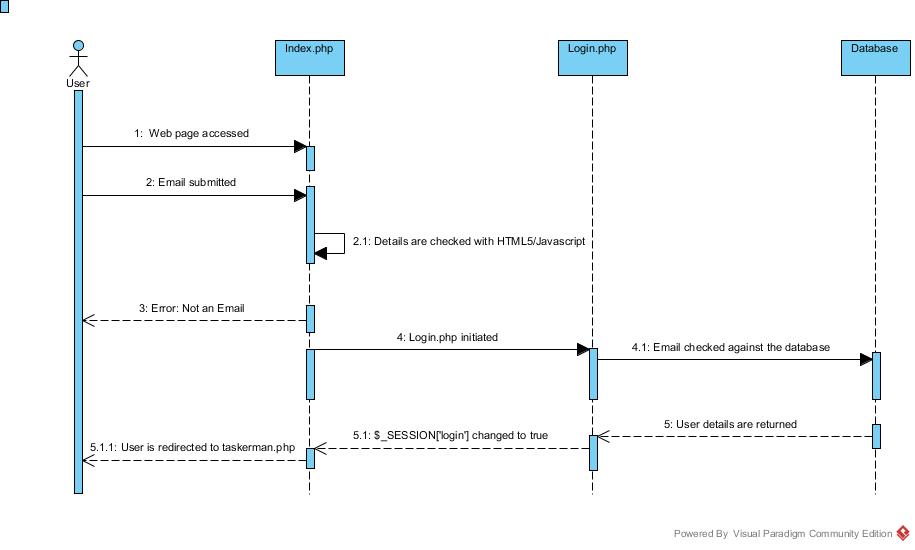 Index.php
Login.php
Database
User
1:  Web page accessed
2: Email submitted
2.1: Details are checked with HTML5/Javascript
3: Error: Not an Email
4: Login.php initiated
4.1: Email checked against the database
5: User details are returned
5.1: $_SESSION['login'] changed to true
5.1.1: User is redirected to taskerman.php
Powered By  Visual Paradigm Community Edition